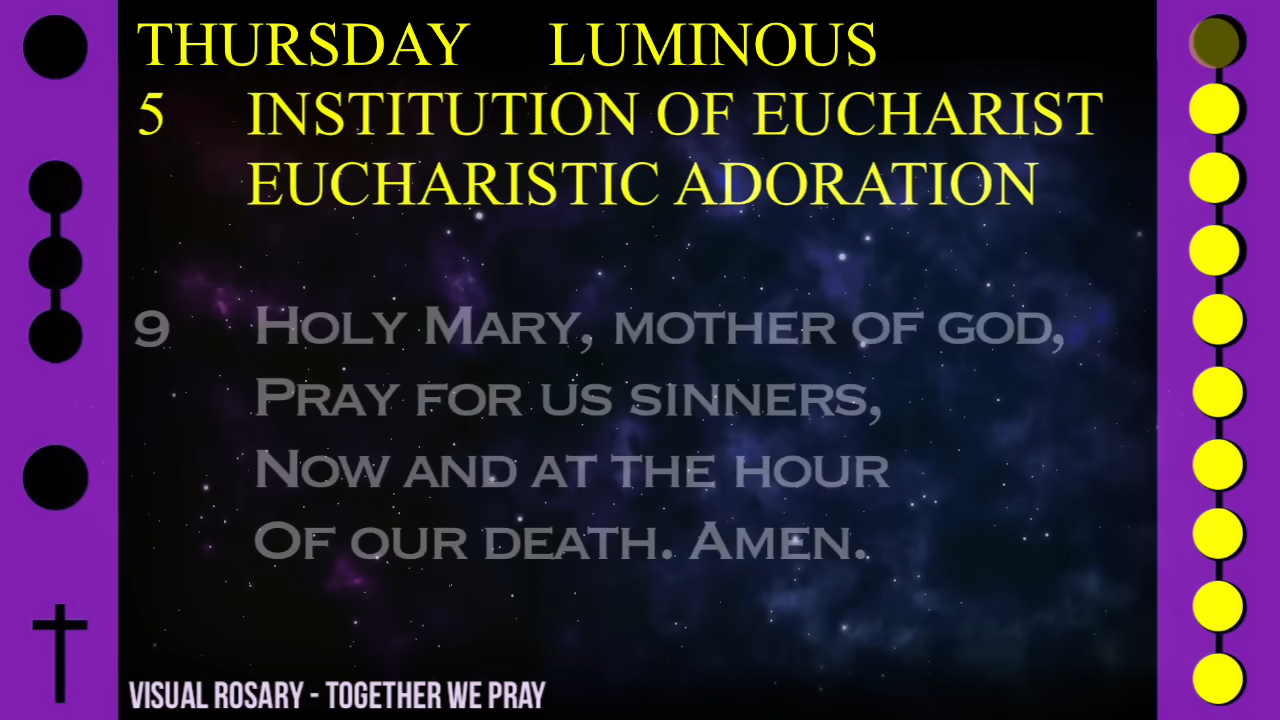 THURSDAY LUMINOUS
5 INSTITUTION OF EUCHARIST
EUCHARISTIC ADORATION
9 HOLY MARY, MOTHER OF GOD,
PRAY FOR US SINNERS,
NOW AND AT THE HOUR
OF OUR DEATH. AMEN.
VISUAL ROSARY - TOGETHER WE PRAY